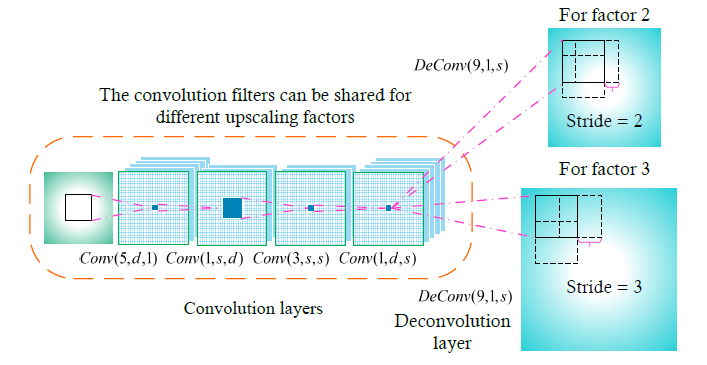 For factor 2
DeConv(9,1,s)
Stride = 2
The convolution filters can be shared for
different upscaling factors
For factor 3
Conv(5,d,1) Conv(1,s,d) Conv(3,s,s) Conv(1,d,s)
Stride = 3
DeConv(9,1,s)
Convolution layers
Deconvolution
layer